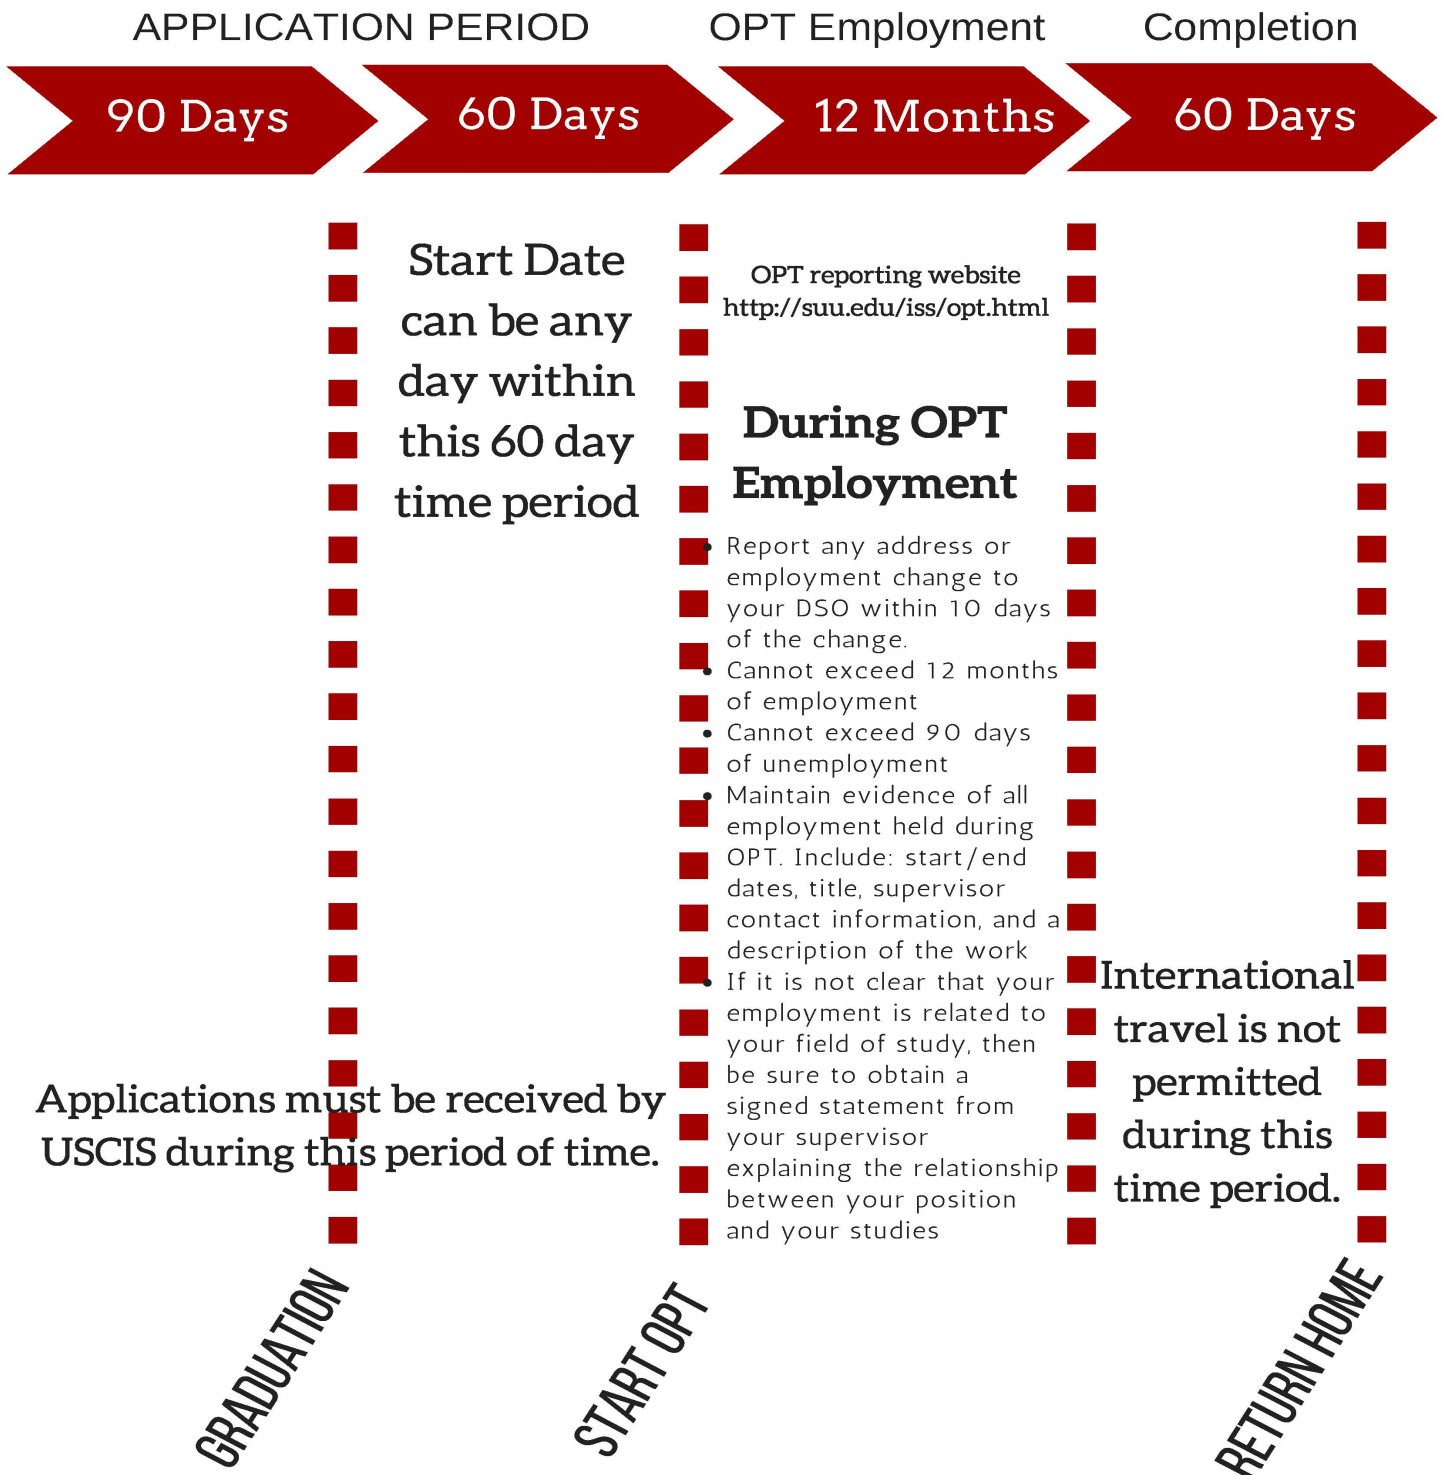 APPLICATION PERIOD
OPT Employment
Completion
90 Days
60 Days
12 Months
60 Days
Start Date
can be any
day within
this 60 day
time period
Applications must be received by
USCIS during this period of time.
OPT reporting website
http://suu.edu/iss/opt.html
During OPT
Employment
• Report any address or
employment change to
your DSO within 10 days
of the change.
• Cannot exceed 12 months
of employment
• Cannot exceed 90 days
of unemployment
• Maintain evidence of all
employment held during
OPT. Include: start/end
dates, title, supervisor
contact information, and a
description of the work
• If it is not clear that your
employment is related to
your field of study, then
be sure to obtain a
signed statement from
your supervisor
explaining the relationship
between your position
and your studies
International
travel is not
permitted
during this
time period.
GRADUATION
START OPT
RETURN HOME